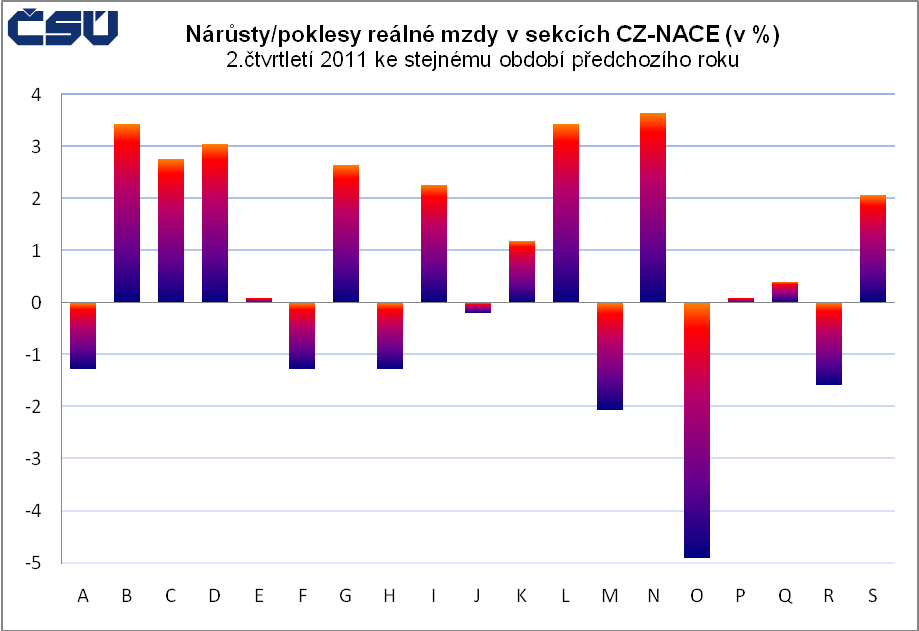 ČSÚ
Nárůsty/poklesy reálné mzdy v sekcích CZ-NACE (v %)
2.čtvrtletí 2011 ke stejnému období předchozího roku
4
3
2
1
0
-1
-2
-3
-4
-5
A B C D E F G H I J K L M N O P Q R S